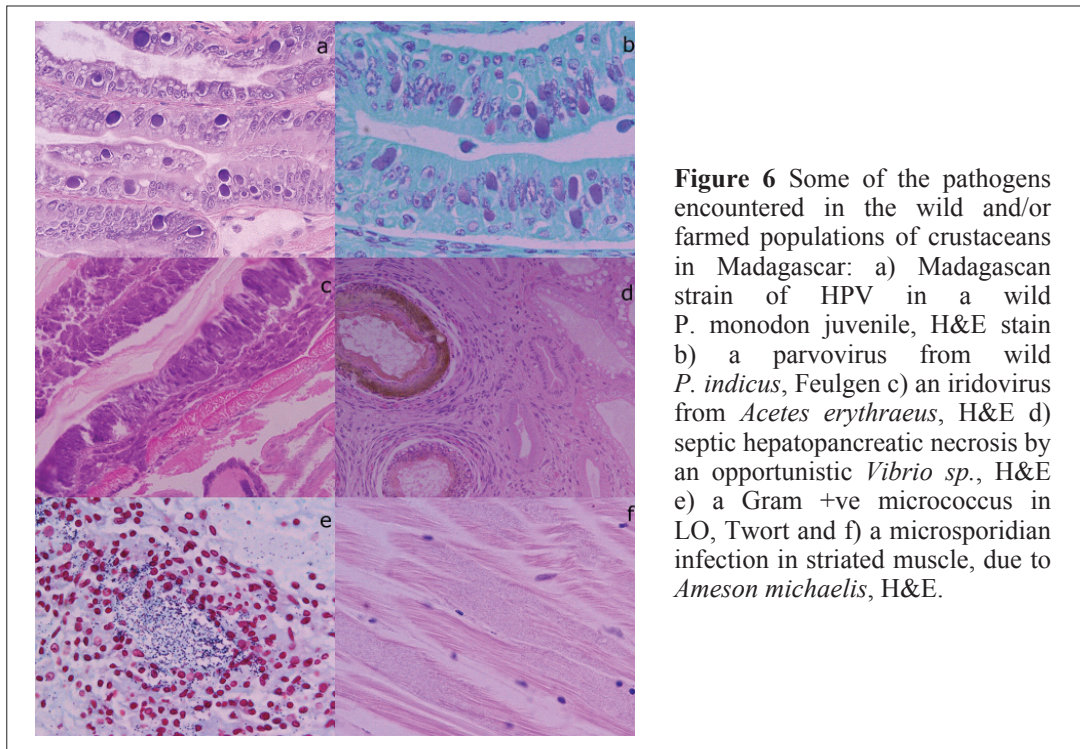 a
b
c
d
e
f
Figure 6 Some of the pathogens
encountered in the wild and/or
farmed populations of crustaceans
in Madagascar: a) Madagascan
strain of HPV in a wild
P. monodon juvenile, H&E stain
b) a parvovirus from wild
P. indicus, Feulgen c) an iridovirus
from Acetes erythraeus, H&E d)
septic hepatopancreatic necrosis by
an opportunistic Vibrio sp., H&E
e) a Gram +ve micrococcus in
LO, Twort and f) a microsporidian
infection in striated muscle, due to
Ameson michaelis, H&E.